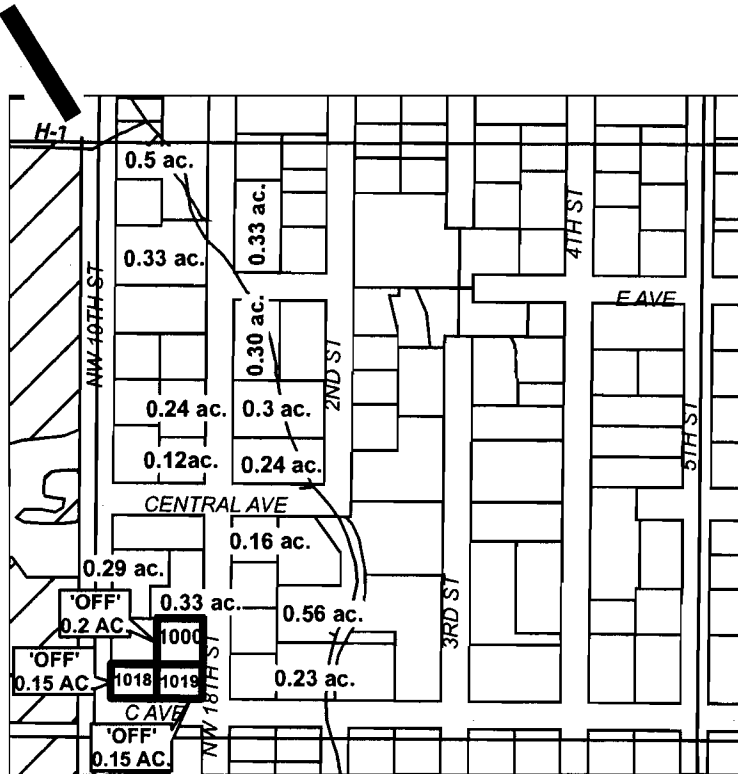 H-1
0.5 ac.
0.33 ac.
0.33 ac.
4TH ST
NW 19TH ST
E AVE
0.30 ac.
2ND ST
0.24 ac.
0.3 ac.
5TH ST
0.12ac.
0.24 ac.
CENTRAL AVE
0.16 ac.
0.29 ac.
'OFF'
0.2 AC.
0.33 ac.
0.56 ac.
3RD ST
1000
NW 18TH ST
'OFF'
0.15 AC
1018
1019
0.23 ac.
C AVE
'OFF'
0.15 AC.